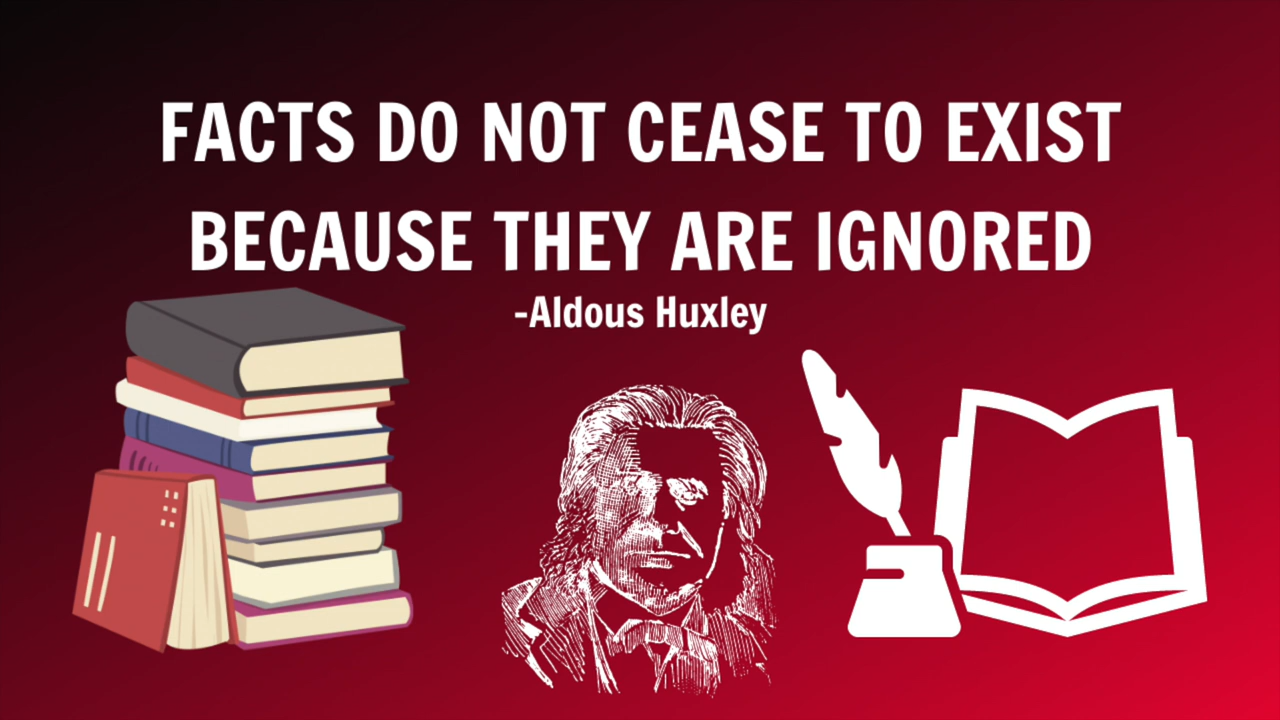 FACTS DO NOT CEASE TO EXIST
BECAUSE THEY ARE IGNORED
-Aldous Huxley